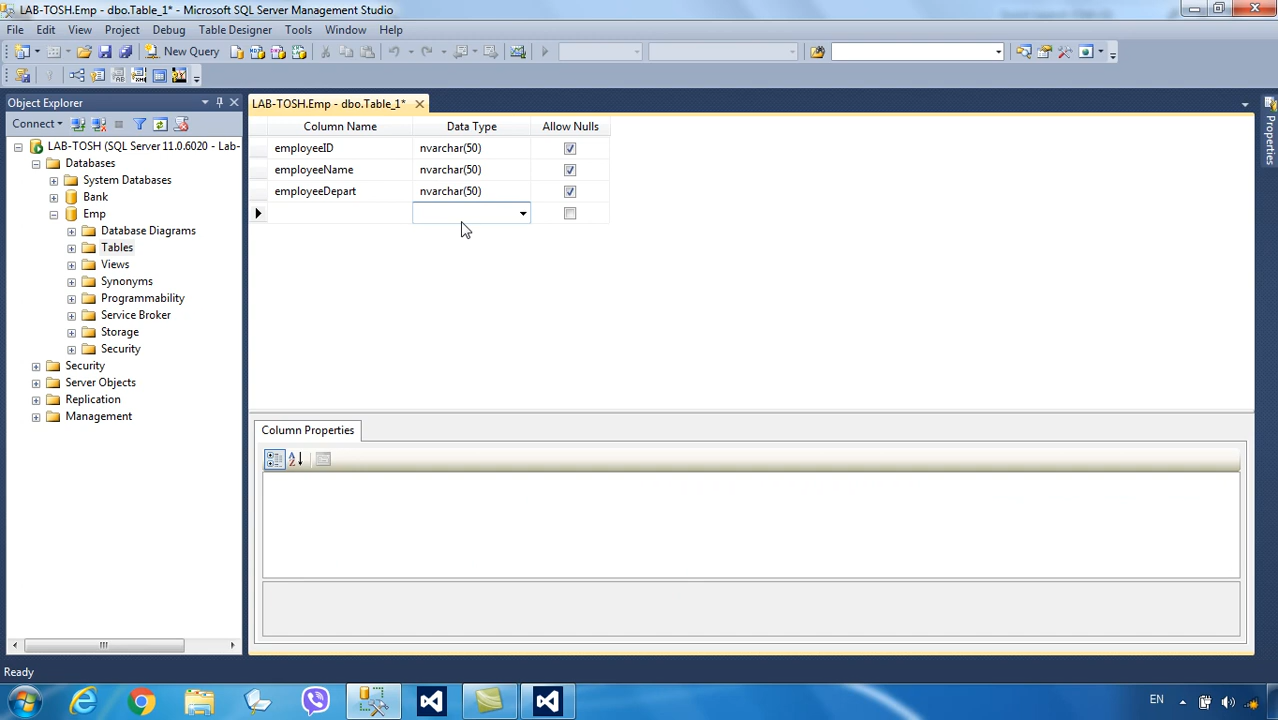 LAB-TOSH.Emp - dbo.Table_1* - Microsoft SQL Server Management Studio
File Edit View Project Debug Table Designer Tools Window Help
New Query
Object Explorer
Connect
LAB-TOSH (SQL Server 11.0.6020 - Lab-
Databases
System Databases
Bank
Emp
Database Diagrams
Tables
Views
Synonyms
Programmability
Service Broker
Storage
Security
Security
Server Objects
Replication
Management
LAB-TOSH.Emp - dbo.Table_1*
Column Name Data Type Allow Nulls
employeeID nvarchar(50)
employeeName nvarchar(50)
employeeDepart nvarchar(50)
Column Properties
Properties
Ready
EN